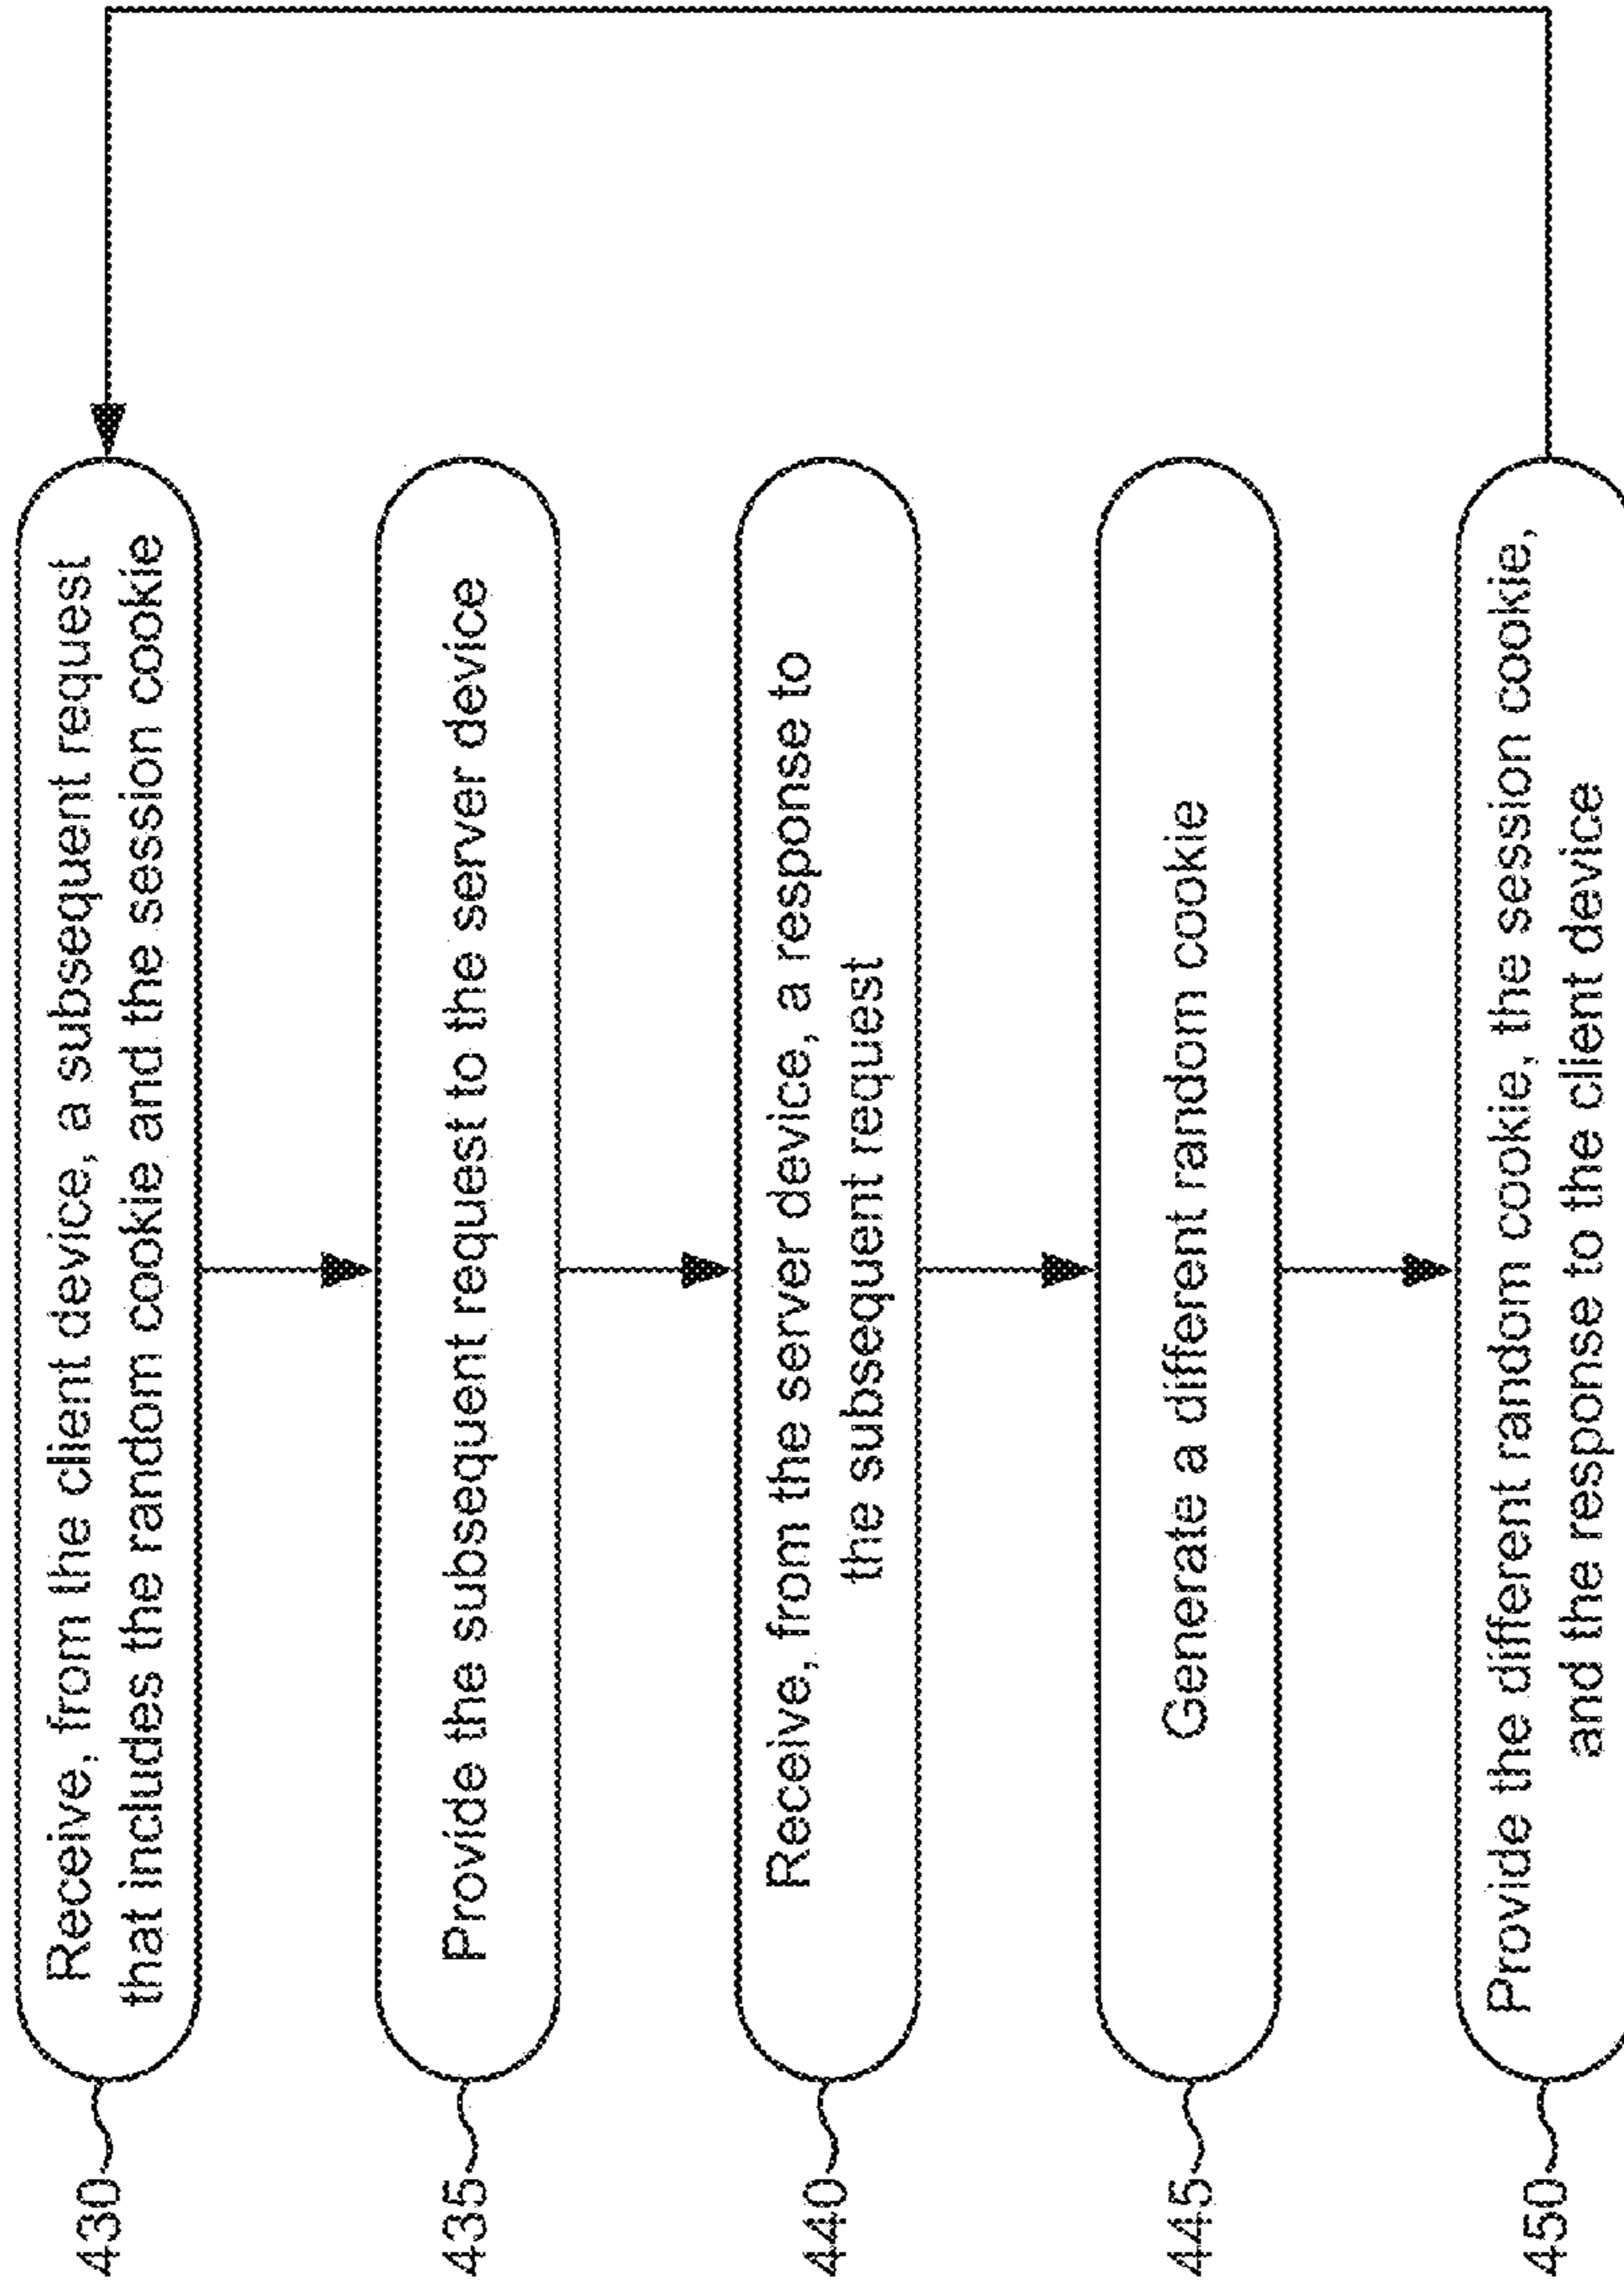 430
Receive, from the client device, a subsequent request
that includes the random cookie and the session cookie
435
Provide the subsequent request to the server device
440
Receive, from the server device, a response to
the subsequent request
445
Generate a different random cookie
450
Provide the different random cookie, the session cookie,
and the response to the client device